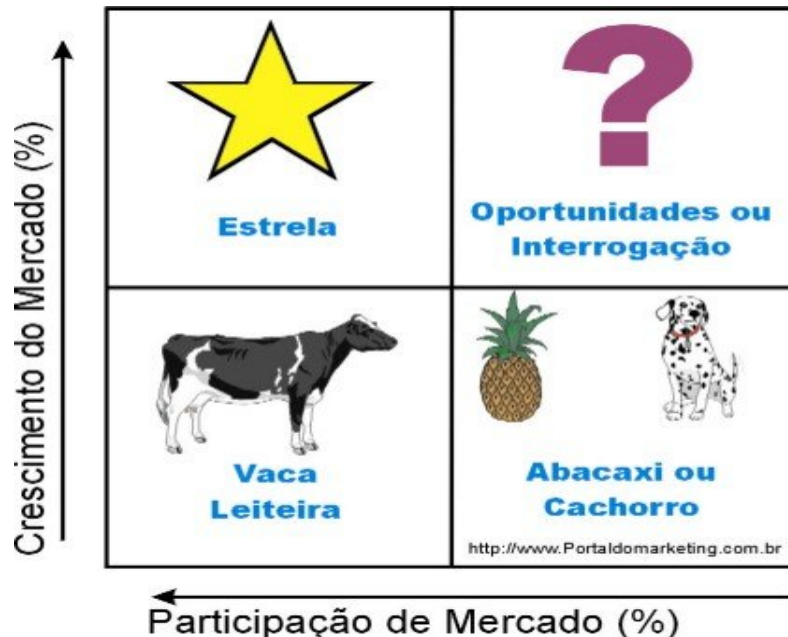 Crescimento do Mercado (%)
?
Estrela
Oportunidades ou
Interrogação
Vaca
Leiteira
Abacaxi ou
Cachorro
http://www.Portaldomarketing.com.br
Participação de Mercado (%)